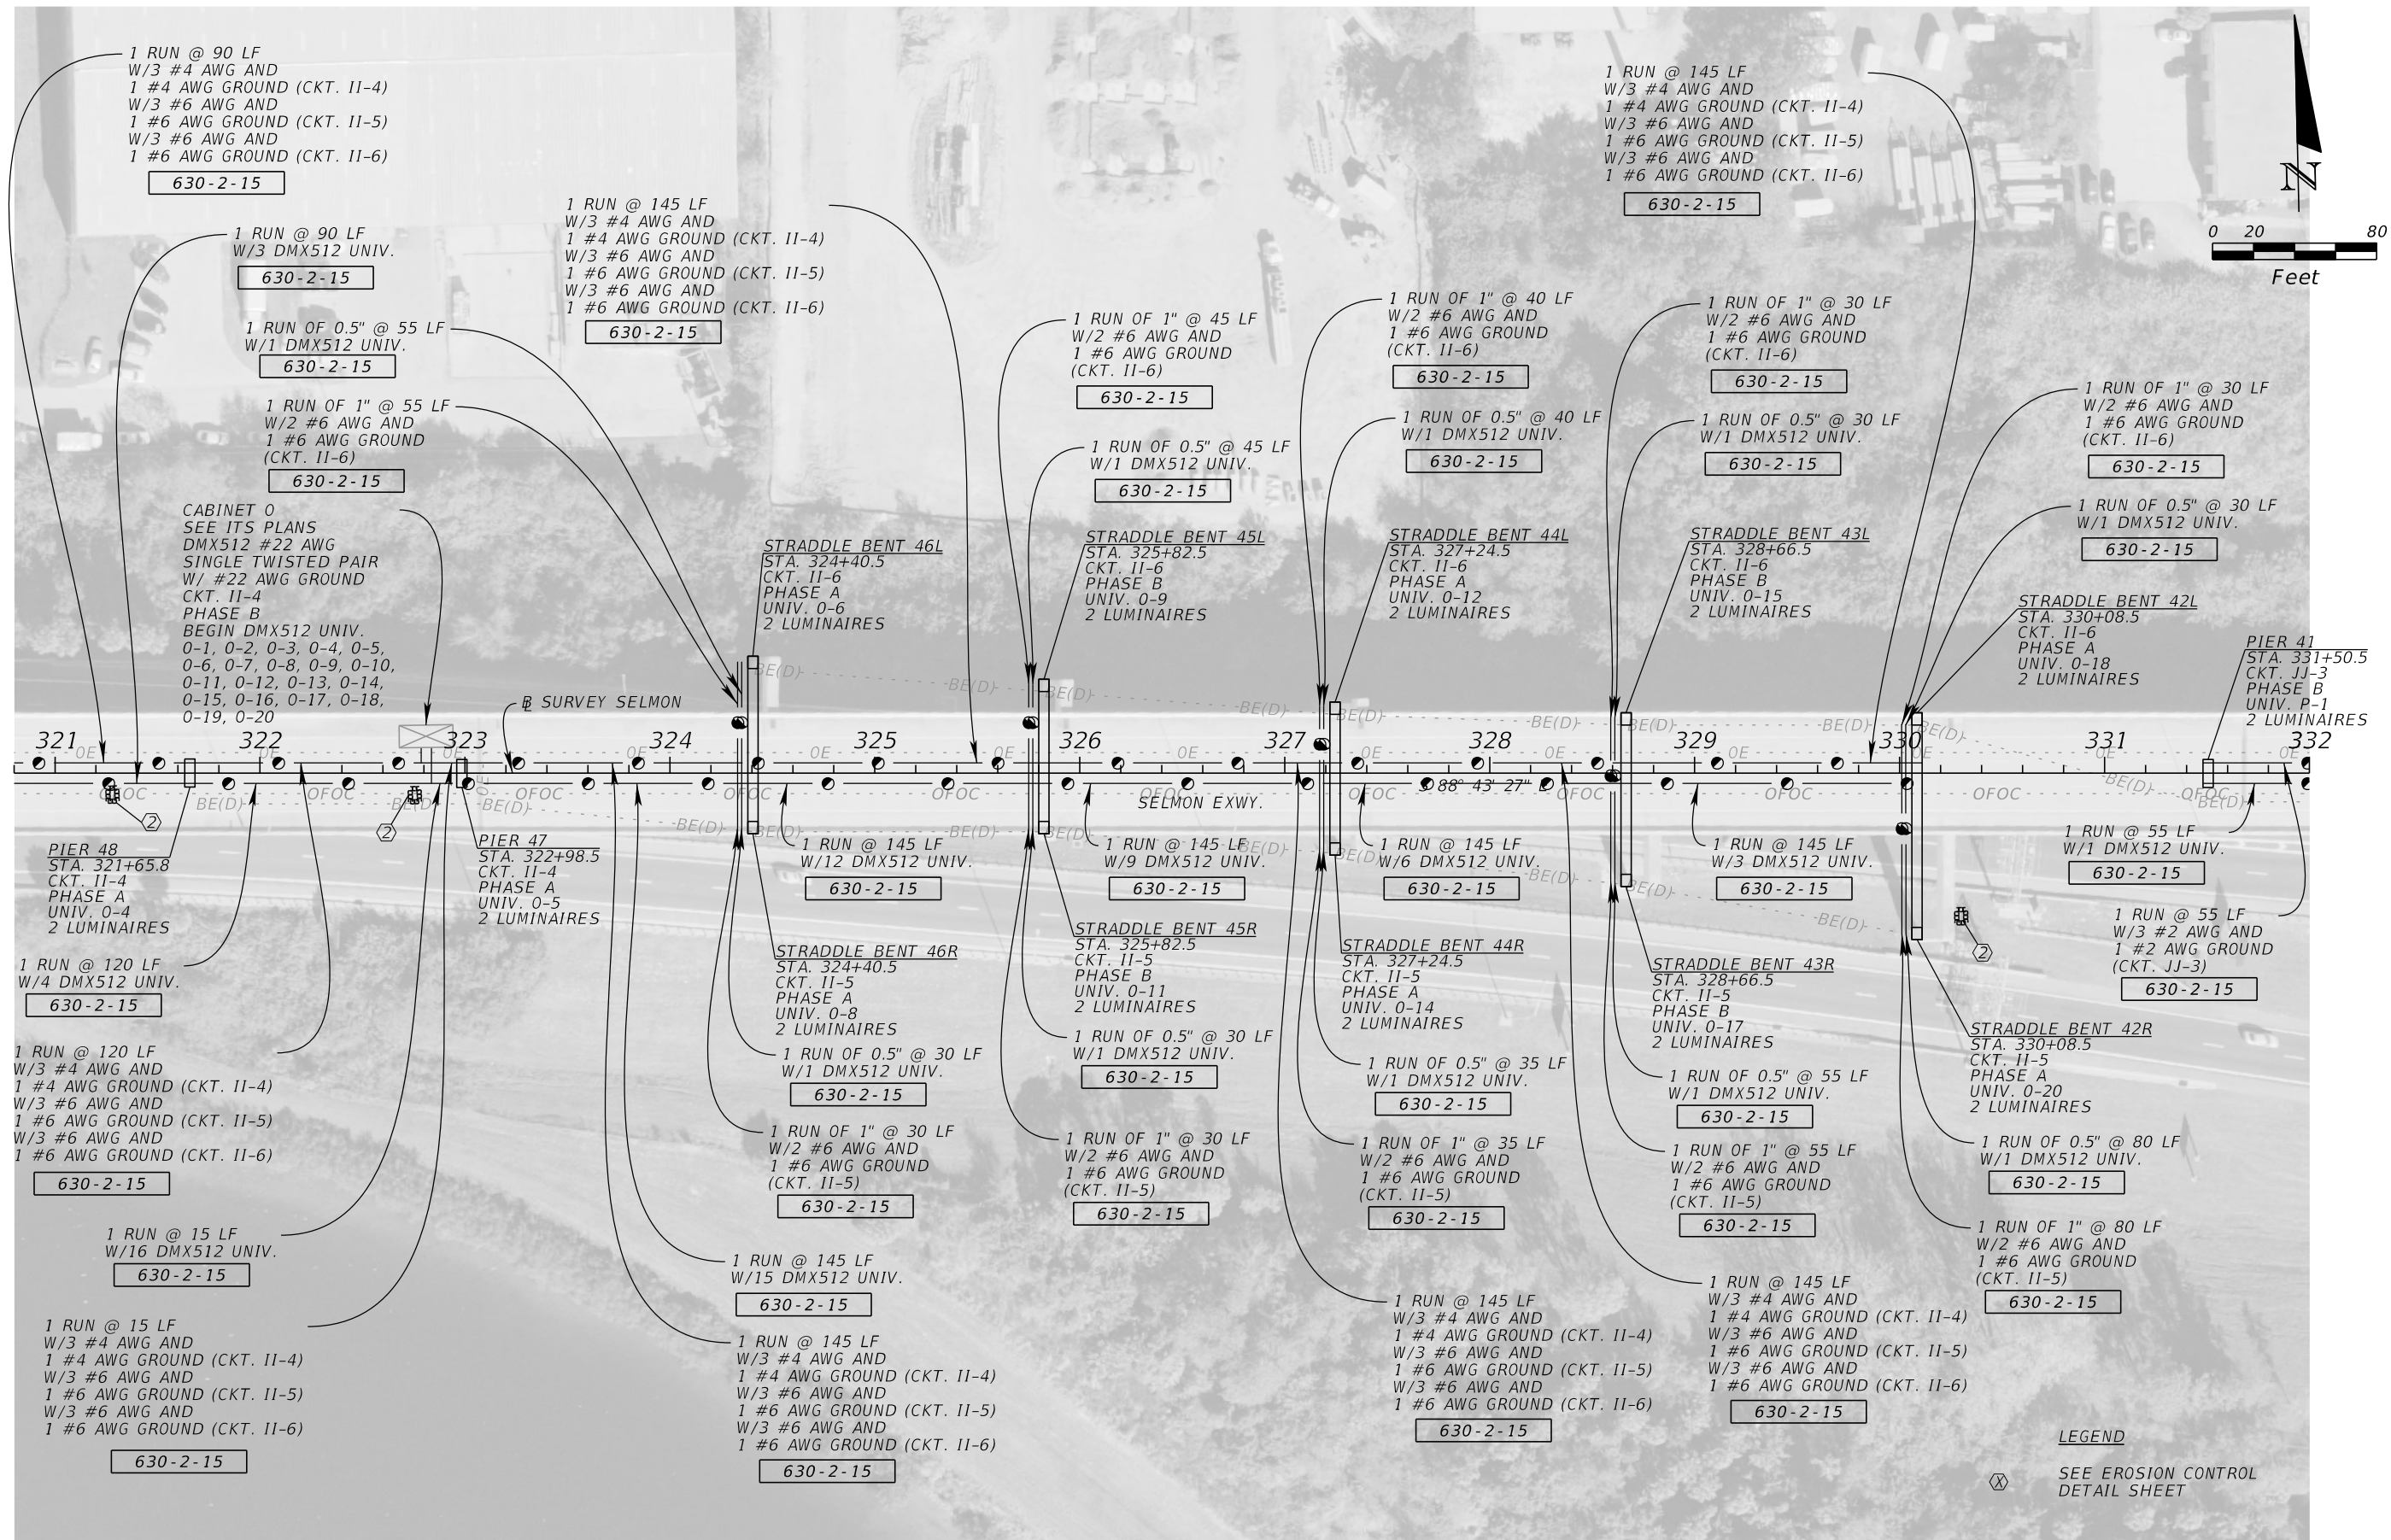 1 RUN @ 90 LF
W/3 #4 AWG AND
1 #4 AWG GROUND (CKT. II-4)
W/3 #6 AWG AND
1 #6 AWG GROUND (CKT. II-5)
W/3 #6 AWG AND
1 #6 AWG GROUND (CKT. II-6)
630-2-15
1 RUN @ 90 LF
W/3 DMX512 UNIV.
630-2-15
1 RUN OF 0.5" @ 55 LF
W/1 DMX512 UNIV.
630-2-15
1 RUN OF 1" @ 55 LF
W/2 #6 AWG AND
1 #6 AWG GROUND
(CKT. II-6)
630-2-15
CABINET O
SEE ITS PLANS
DMX512 #22 AWG
SINGLE TWISTED PAIR
W/ #22 AWG GROUND
CKT. II-4
PHASE B
BEGIN DMX512 UNIV.
O-1, O-2, O-3, O-4, O-5,
O-6, O-7, O-8, O-9, O-10,
O-11, O-12, O-13, O-14,
O-15, O-16, O-17, O-18,
O-19, O-20
1 RUN @ 145 LF
W/3 #4 AWG AND
1 #4 AWG GROUND (CKT. II-4)
W/3 #6 AWG AND
1 #6 AWG GROUND (CKT. II-5)
W/3 #6 AWG AND
1 #6 AWG GROUND (CKT. II-6)
630-2-15
1 RUN OF 1" @ 45 LF
W/2 #6 AWG AND
1 #6 AWG GROUND
(CKT. II-6)
630-2-15
1 RUN OF 0.5" @ 45 LF
W/1 DMX512 UNIV.
630-2-15
1 RUN OF 1" @ 40 LF
W/2 #6 AWG AND
1 #6 AWG GROUND
(CKT. II-6)
630-2-15
1 RUN OF 0.5" @ 40 LF
W/1 DMX512 UNIV.
630-2-15
1 RUN @ 145 LF
W/3 #4 AWG AND
1 #4 AWG GROUND (CKT. II-4)
W/3 #6 AWG AND
1 #6 AWG GROUND (CKT. II-5)
W/3 #6 AWG AND
1 #6 AWG GROUND (CKT. II-6)
630-2-15
1 RUN OF 1" @ 30 LF
W/2 #6 AWG AND
1 #6 AWG GROUND
(CKT. II-6)
630-2-15
1 RUN OF 0.5" @ 30 LF
W/1 DMX512 UNIV.
630-2-15
N
0 20 80
Feet
1 RUN OF 1" @ 30 LF
W/2 #6 AWG AND
1 #6 AWG GROUND
(CKT. II-6)
630-2-15
1 RUN OF 0.5" @ 30 LF
W/1 DMX512 UNIV.
630-2-15
STRADDLE BENT 46L
STA. 324+40.5
CKT. II-6
PHASE A
UNIV. O-6
2 LUMINAIRES
STRADDLE BENT 45L
STA. 325+82.5
CKT. II-6
PHASE B
UNIV. O-9
2 LUMINAIRES
STRADDLE BENT 44L
STA. 327+24.5
CKT. II-6
PHASE A
UNIV. O-12
2 LUMINAIRES
STRADDLE BENT 43L
STA. 328+66.5
CKT. II-6
PHASE B
UNIV. O-15
2 LUMINAIRES
STRADDLE BENT 42L
STA. 330+08.5
CKT. II-6
PHASE A
UNIV. O-18
2 LUMINAIRES
PIER 41
STA. 331+50.5
CKT. JJ-3
PHASE B
UNIV. P-1
2 LUMINAIRES
BL SURVEY SELMON
BE(D) BE(D) BE(D) BE(D) BE(D) BE(D) BE(D) BE(D) BE(D)
321 322 323 324 325 326 327 328 329 330 331 332
OE OE OE OE OE OE OE OE OE OE OE OE
S 88° 43' 27" E
OFOC OFOC OFOC OFOC OFOC OFOC OFOC OFOC OFOC OFOC
SELMON EXWY.
BE(D) BE(D) BE(D) BE(D) BE(D) BE(D) BE(D) BE(D) BE(D) BE(D) BE(D) BE(D) BE(D) BE(D)
2
2
2
PIER 48
STA. 321+65.8
CKT. II-4
PHASE A
UNIV. O-4
2 LUMINAIRES
PIER 47
STA. 322+98.5
CKT. II-4
PHASE A
UNIV. O-5
2 LUMINAIRES
1 RUN @ 145 LF
W/12 DMX512 UNIV.
630-2-15
1 RUN @ 145 LF
W/9 DMX512 UNIV.
630-2-15
1 RUN @ 145 LF
W/6 DMX512 UNIV.
630-2-15
1 RUN @ 145 LF
W/3 DMX512 UNIV.
630-2-15
1 RUN @ 55 LF
W/1 DMX512 UNIV.
630-2-15
1 RUN @ 55 LF
W/3 #2 AWG AND
1 #2 AWG GROUND
(CKT. JJ-3)
630-2-15
1 RUN @ 120 LF
W/4 DMX512 UNIV.
630-2-15
STRADDLE BENT 46R
STA. 324+40.5
CKT. II-5
PHASE A
UNIV. O-8
2 LUMINAIRES
STRADDLE BENT 45R
STA. 325+82.5
CKT. II-5
PHASE B
UNIV. O-11
2 LUMINAIRES
STRADDLE BENT 44R
STA. 327+24.5
CKT. II-5
PHASE A
UNIV. O-14
2 LUMINAIRES
STRADDLE BENT 43R
STA. 328+66.5
CKT. II-5
PHASE B
UNIV. O-17
2 LUMINAIRES
STRADDLE BENT 42R
STA. 330+08.5
CKT. II-5
PHASE A
UNIV. O-20
2 LUMINAIRES
1 RUN @ 120 LF
W/3 #4 AWG AND
1 #4 AWG GROUND (CKT. II-4)
W/3 #6 AWG AND
1 #6 AWG GROUND (CKT. II-5)
W/3 #6 AWG AND
1 #6 AWG GROUND (CKT. II-6)
630-2-15
1 RUN OF 0.5" @ 30 LF
W/1 DMX512 UNIV.
630-2-15
1 RUN OF 1" @ 30 LF
W/2 #6 AWG AND
1 #6 AWG GROUND
(CKT. II-5)
630-2-15
1 RUN OF 0.5" @ 30 LF
W/1 DMX512 UNIV.
630-2-15
1 RUN OF 1" @ 30 LF
W/2 #6 AWG AND
1 #6 AWG GROUND
(CKT. II-5)
630-2-15
1 RUN OF 0.5" @ 35 LF
W/1 DMX512 UNIV.
630-2-15
1 RUN OF 1" @ 35 LF
W/2 #6 AWG AND
1 #6 AWG GROUND
(CKT. II-5)
630-2-15
1 RUN OF 0.5" @ 55 LF
W/1 DMX512 UNIV.
630-2-15
1 RUN OF 1" @ 55 LF
W/2 #6 AWG AND
1 #6 AWG GROUND
(CKT. II-5)
630-2-15
1 RUN OF 0.5" @ 80 LF
W/1 DMX512 UNIV.
630-2-15
1 RUN OF 1" @ 80 LF
W/2 #6 AWG AND
1 #6 AWG GROUND
(CKT. II-5)
630-2-15
1 RUN @ 15 LF
W/16 DMX512 UNIV.
630-2-15
1 RUN @ 15 LF
W/3 #4 AWG AND
1 #4 AWG GROUND (CKT. II-4)
W/3 #6 AWG AND
1 #6 AWG GROUND (CKT. II-5)
W/3 #6 AWG AND
1 #6 AWG GROUND (CKT. II-6)
630-2-15
1 RUN @ 145 LF
W/15 DMX512 UNIV.
630-2-15
1 RUN @ 145 LF
W/3 #4 AWG AND
1 #4 AWG GROUND (CKT. II-4)
W/3 #6 AWG AND
1 #6 AWG GROUND (CKT. II-5)
W/3 #6 AWG AND
1 #6 AWG GROUND (CKT. II-6)
630-2-15
1 RUN @ 145 LF
W/3 #4 AWG AND
1 #4 AWG GROUND (CKT. II-4)
W/3 #6 AWG AND
1 #6 AWG GROUND (CKT. II-5)
W/3 #6 AWG AND
1 #6 AWG GROUND (CKT. II-6)
630-2-15
1 RUN @ 145 LF
W/3 #4 AWG AND
1 #4 AWG GROUND (CKT. II-4)
W/3 #6 AWG AND
1 #6 AWG GROUND (CKT. II-5)
W/3 #6 AWG AND
1 #6 AWG GROUND (CKT. II-6)
630-2-15
LEGEND
X SEE EROSION CONTROL
DETAIL SHEET